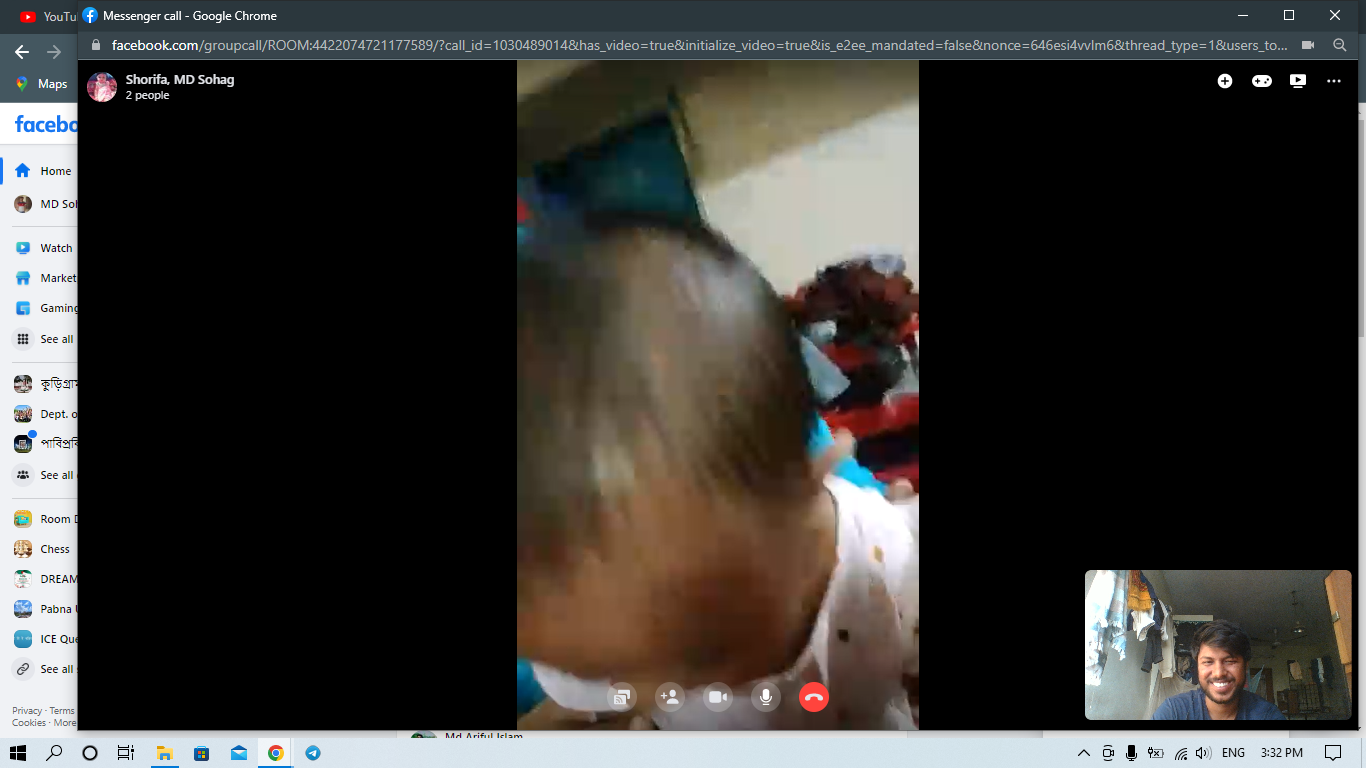 YouTu
Messenger call - Google Chrome
facebook.com/groupcall/ROOM:4422074721177589/?call_id=1030489014&has_video=true&initialize_video=true&is_e2ee_mandated=false&nonce=646esi4vvlm6&thread_type=1&users_to...
Maps
Shorifa, MD Sohag
2 people
facebo
Home
MD Soh
Watch
Market
Gaming
See all
কুড়িগ্রাম
Dept. o
পাবিপ্রবি
See all
Room D
Chess
DREAM
Pabna U
ICE Que
See all
Privacy · Terms
Cookies · More
Md Ariful Islam
ENG
3:32 PM